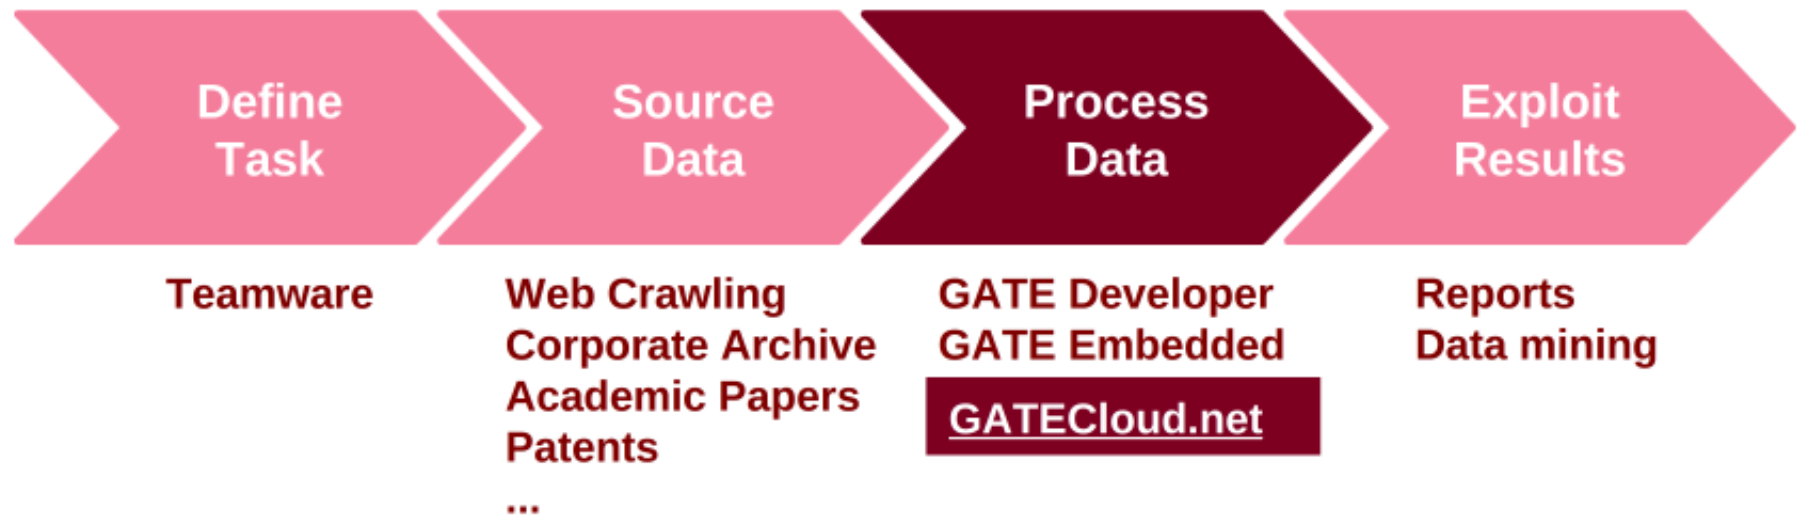 Define
Task
Source
Data
Process
Data
Exploit
Results
Teamware
Web Crawling
Corporate Archive
Academic Papers
Patents
...
GATE Developer
GATE Embedded
GATECloud.net
Reports
Data mining